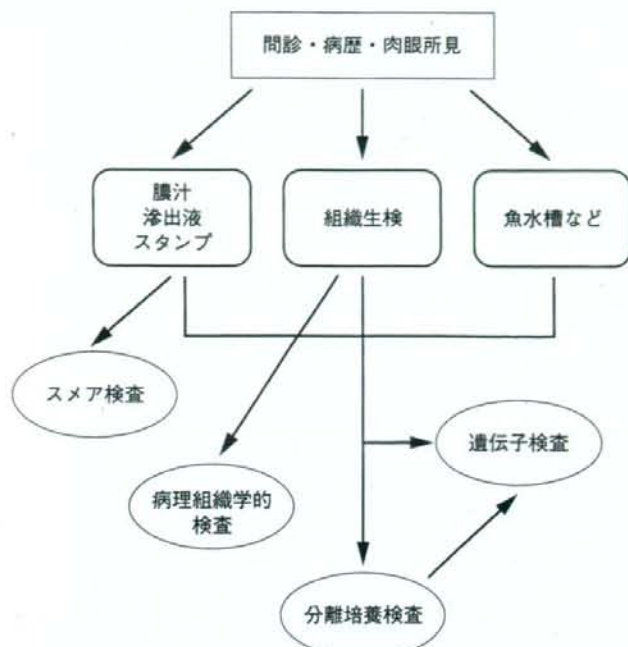 問診・病歴・肉眼所見
膿汁
滲出液
スタンプ
組織生検
魚水槽など
スメア検査
遺伝子検査
病理組織学的
検査
分離培養検査